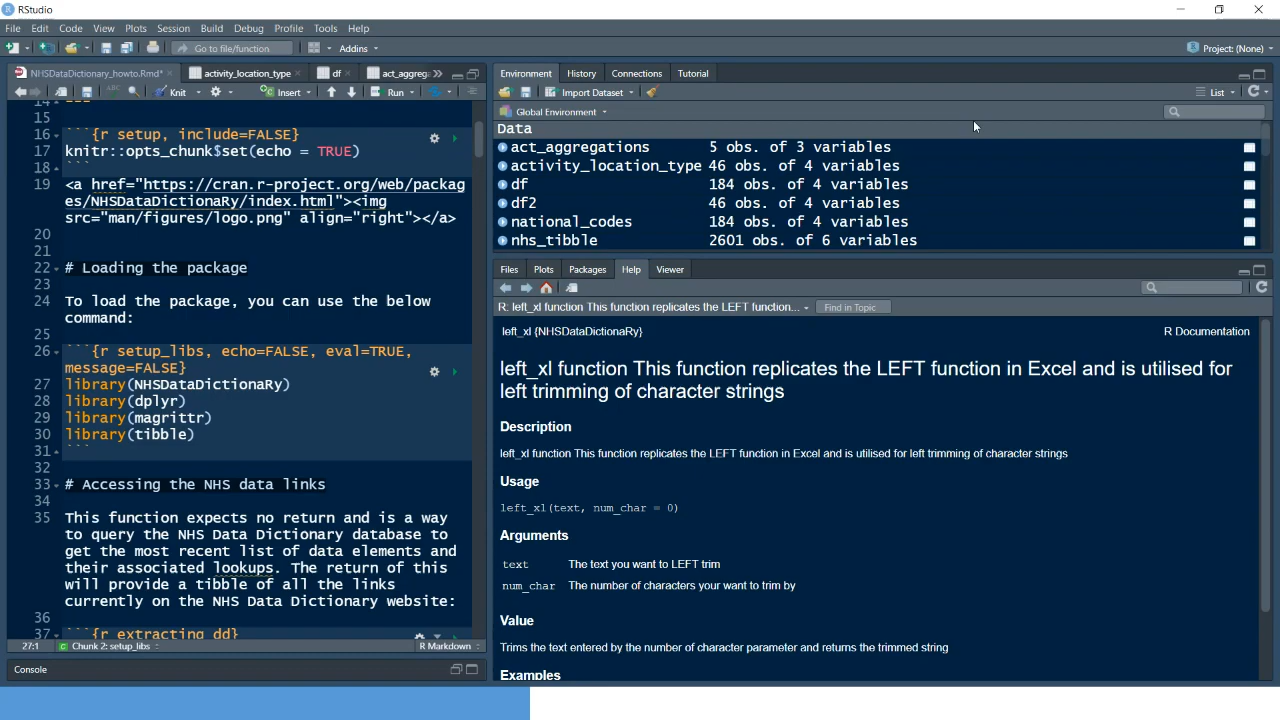 RStudio
File Edit Code View Plots Session Build Debug Profile Tools Help
Go to file/function Addins Project: (None)
NHSDataDictionary_howto.Rmd* activity_location_type df act_aggreg
Knit Insert Run
14 ---
15
16 ```{r setup, include=FALSE}
17 knitr::opts_chunk$set(echo = TRUE)
18 ```
19 <a href="https://cran.r-project.org/web/packag
es/NHSDataDictionaRy/index.html"><img
src="man/figures/logo.png" align="right"></a>
20
21
22 # Loading the package
23
24 To load the package, you can use the below
command:
25
26 ```{r setup_libs, echo=FALSE, eval=TRUE,
message=FALSE}
27 library(NHSDataDictionaRy)
28 library(dplyr)
29 library(magrittr)
30 library(tibble)
31 ```
32
33 # Accessing the NHS data links
34
35 This function expects no return and is a way
to query the NHS Data Dictionary database to
get the most recent list of data elements and
their associated lookups. The return of this
will provide a tibble of all the links
currently on the NHS Data Dictionary website:
36
37 ```{r extracting_dd}
27:1 Chunk 2: setup_libs R Markdown
Console
Environment History Connections Tutorial
Import Dataset List
Global Environment
Data
act_aggregations 5 obs. of 3 variables
activity_location_type 46 obs. of 4 variables
df 184 obs. of 4 variables
df2 46 obs. of 4 variables
national_codes 184 obs. of 4 variables
nhs_tibble 2601 obs. of 6 variables
Files Plots Packages Help Viewer
R: left_xl function This function replicates the LEFT function... Find in Topic
left_xl {NHSDataDictionaRy} R Documentation
left_xl function This function replicates the LEFT function in Excel and is utilised for
left trimming of character strings
Description
left_xl function This function replicates the LEFT function in Excel and is utilised for left trimming of character strings
Usage
left_xl(text, num_char = 0)
Arguments
text The text you want to LEFT trim
num_char The number of characters your want to trim by
Value
Trims the text entered by the number of character parameter and returns the trimmed string
Examples